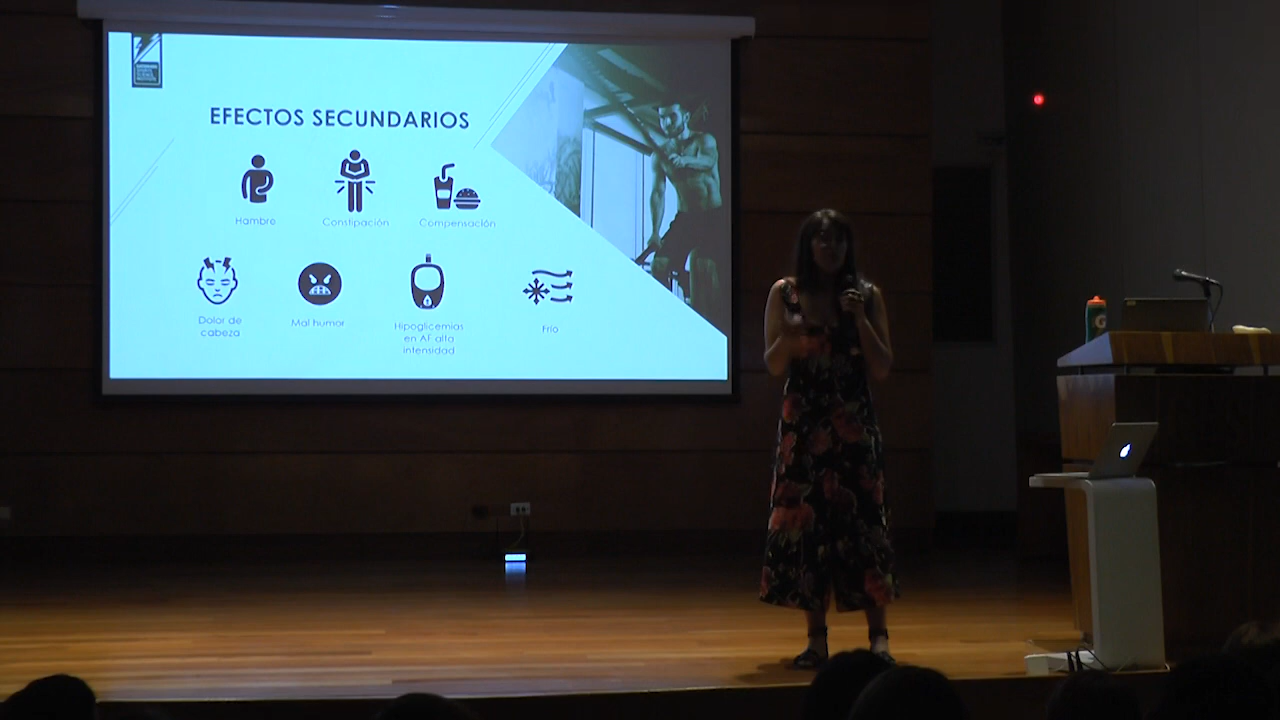 EFECTOS SECUNDARIOS
Hambre
Constipación
Compensación
Dolor de
cabeza
Mal humor
Hipoglicemias
en AF alta
intensidad
Frío